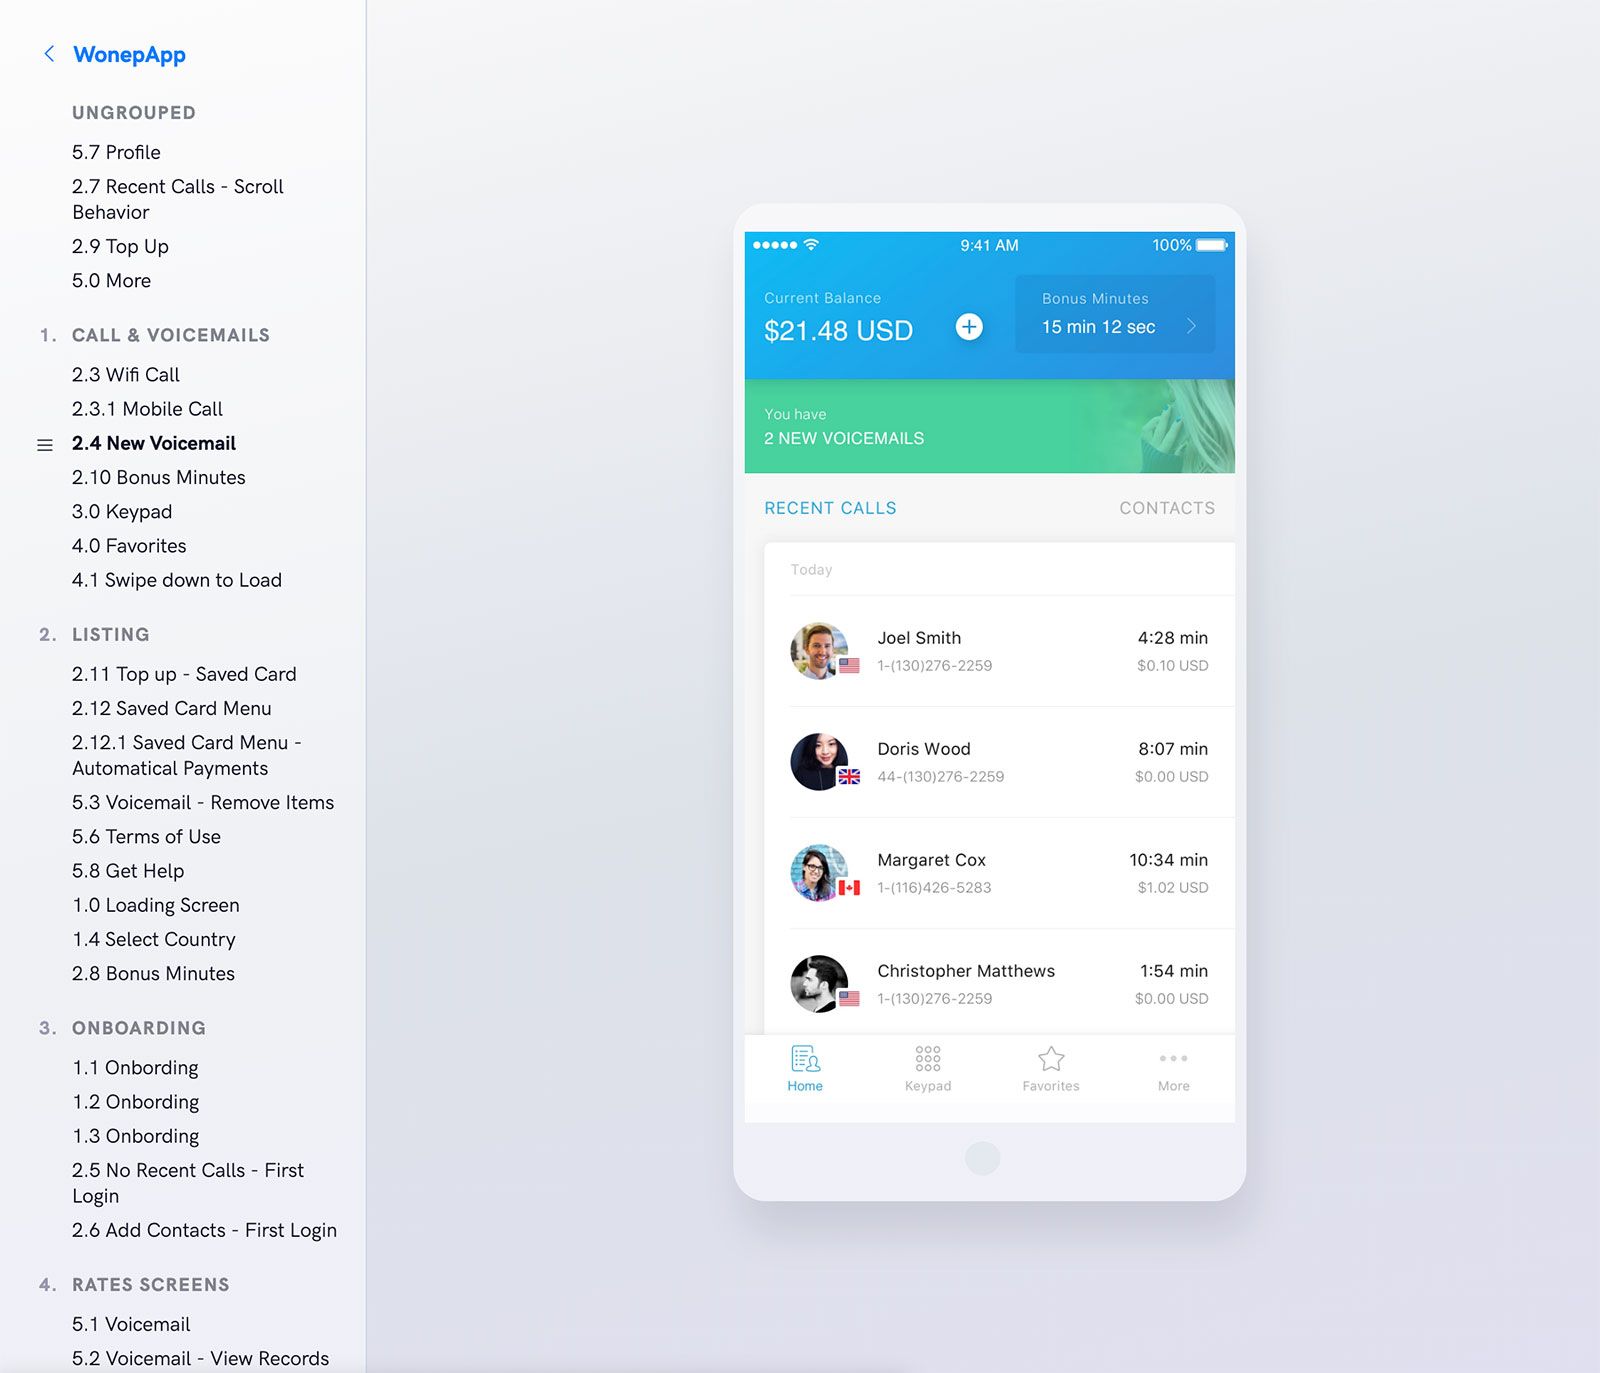 WonepApp
UNGROUPED
5.7 Profile
2.7 Recent Calls - Scroll
Behavior
2.9 Top Up
5.0 More
1. CALL & VOICEMAILS
2.3 Wifi Call
2.3.1 Mobile Call
2.4 New Voicemail
2.10 Bonus Minutes
3.0 Keypad
4.0 Favorites
4.1 Swipe down to Load
2. LISTING
2.11 Top up - Saved Card
2.12 Saved Card Menu
2.12.1 Saved Card Menu -
Automatical Payments
5.3 Voicemail - Remove Items
5.6 Terms of Use
5.8 Get Help
1.0 Loading Screen
1.4 Select Country
2.8 Bonus Minutes
3. ONBOARDING
1.1 Onbording
1.2 Onbording
1.3 Onbording
2.5 No Recent Calls - First
Login
2.6 Add Contacts - First Login
4. RATES SCREENS
5.1 Voicemail
5.2 Voicemail - View Records
9:41 AM
100%
Current Balance
$21.48 USD
Bonus Minutes
15 min 12 sec
You have
2 NEW VOICEMAILS
RECENT CALLS
CONTACTS
Today
Joel Smith
4:28 min
1-(130)276-2259
$0.10 USD
Doris Wood
8:07 min
44-(130)276-2259
$0.00 USD
Margaret Cox
10:34 min
1-(116)426-5283
$1.02 USD
Christopher Matthews
1:54 min
1-(130)276-2259
$0.00 USD
Home
Keypad
Favorites
More